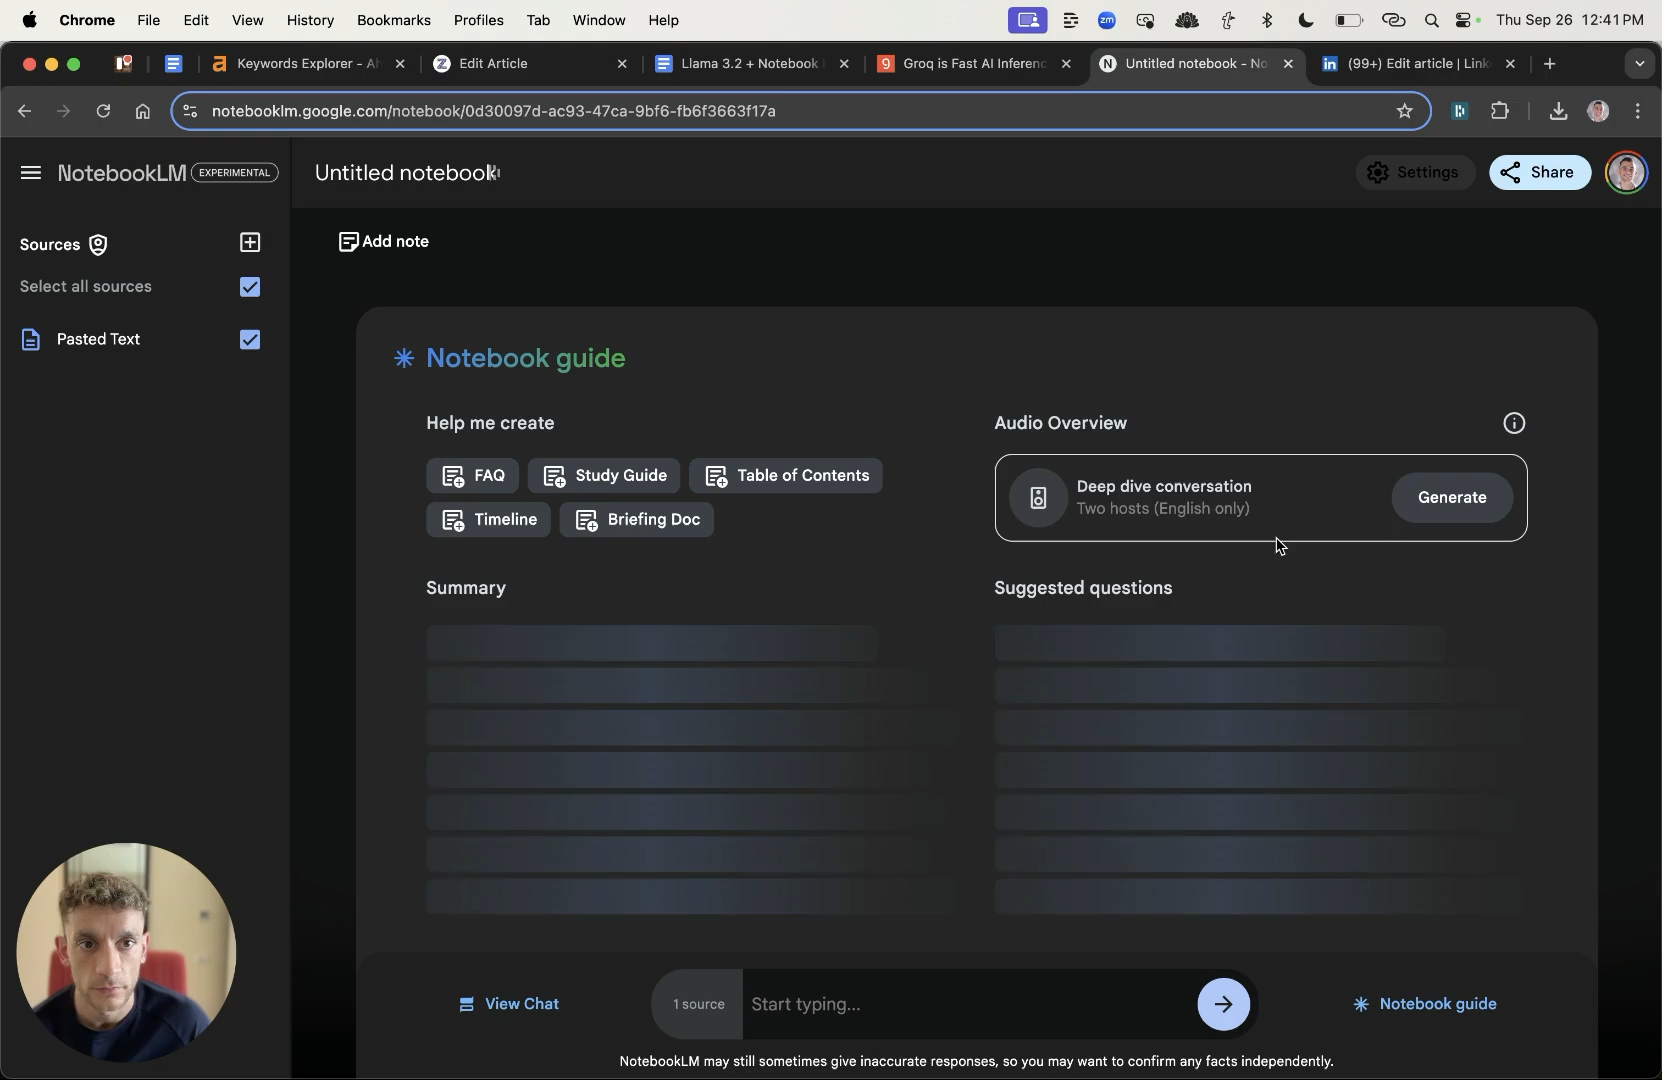 Chrome File Edit View History Bookmarks Profiles Tab Window Help zm Thu Sep 26 12:41 PM
Keywords Explorer - Ah Edit Article Llama 3.2 + Notebook 9 Groq is Fast AI Inferenc N Untitled notebook - No in (99+) Edit article | Link
notebooklm.google.com/notebook/0d30097d-ac93-47ca-9bf6-fb6f3663f17a
NotebookLM EXPERIMENTAL Untitled notebook Settings Share
Sources
Add note
Select all sources
Pasted Text
Notebook guide
Help me create
Audio Overview
FAQ Study Guide Table of Contents
Deep dive conversation
Two hosts (English only)
Generate
Timeline Briefing Doc
Summary
Suggested questions
View Chat 1 source Start typing... Notebook guide
NotebookLM may still sometimes give inaccurate responses, so you may want to confirm any facts independently.